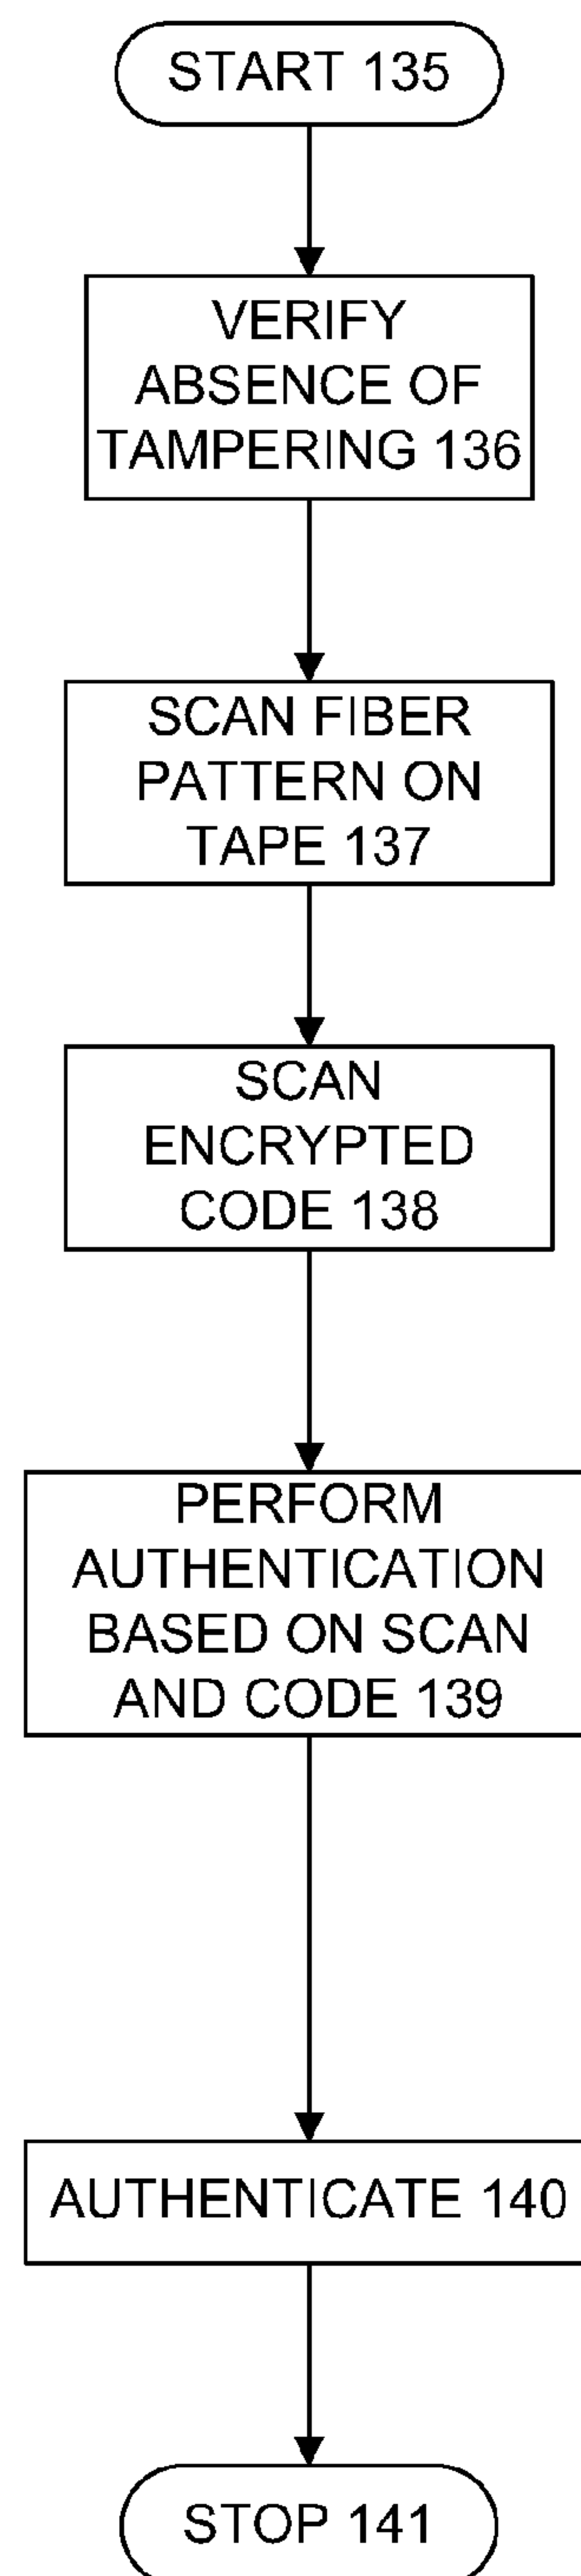 START 135
VERIFY
ABSENCE OF
TAMPERING 136
SCAN FIBER
PATTERN ON
TAPE 137
SCAN
ENCRYPTED
CODE 138
PERFORM
AUTHENTICATION
BASED ON SCAN
AND CODE 139
AUTHENTICATE 140
STOP 141